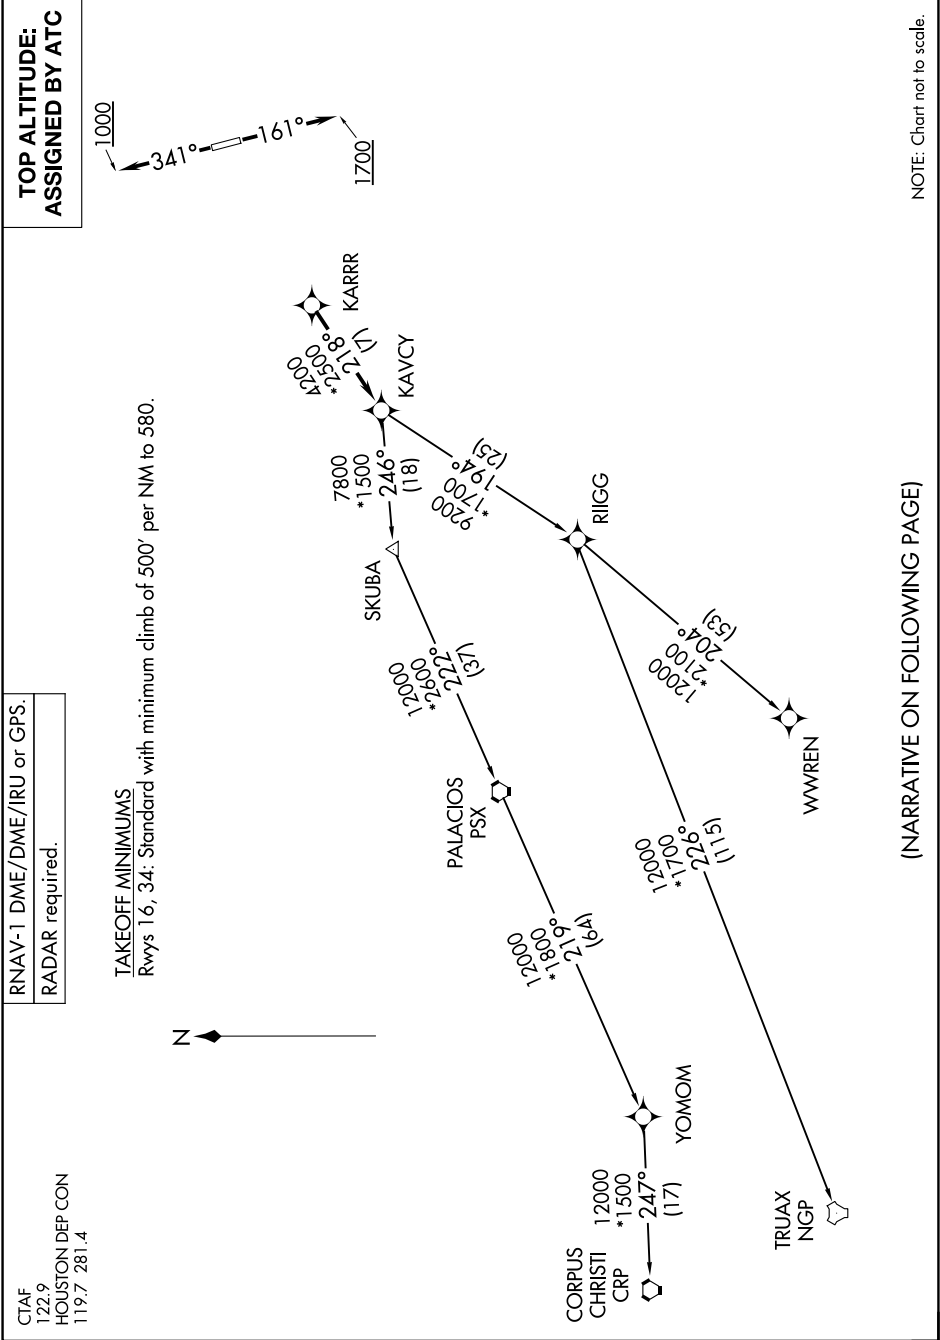 CTAF
122.9
HOUSTON DEP CON
119.7 281.4
RNAV-1 DME/DME/IRU or GPS.
RADAR required.
TOP ALTITUDE:
ASSIGNED BY ATC
TAKEOFF MINIMUMS
Rwys 16, 34: Standard with minimum climb of 500' per NM to 580.
N
1000
341°
161°
1700
KARRR
4200
*2500
218°
(7)
KAVCY
7800
*1500
246°
(18)
SKUBA
9200
*1700
194°
(25)
RIIGG
12000
*2600
222°
(37)
PALACIOS
PSX
12000
*2100
204°
(53)
WWREN
12000
*1800
219°
(64)
YOMOM
12000
*1700
226°
(115)
TRUAX
NGP
12000
*1500
247°
(17)
CORPUS
CHRISTI
CRP
(NARRATIVE ON FOLLOWING PAGE)
NOTE: Chart not to scale.